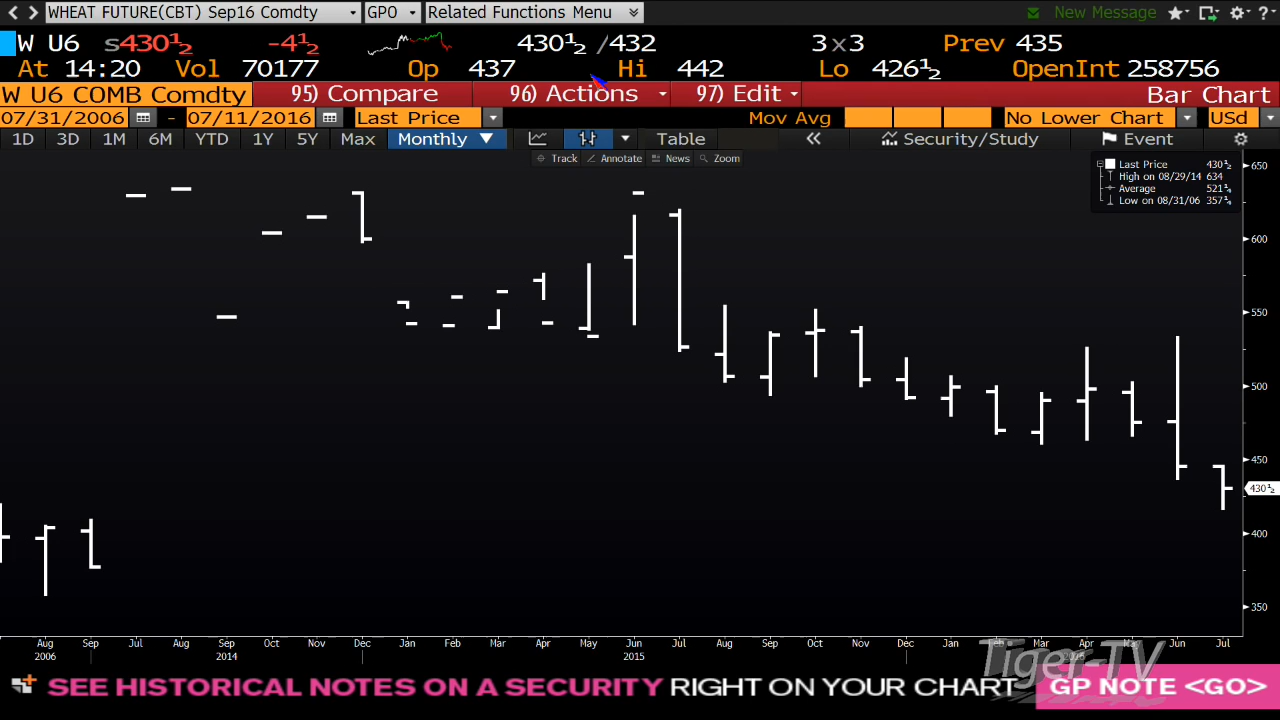 WHEAT FUTURE(CBT) Sep16 Comdty GPO Related Functions Menu New Message
W U6 s430½ -4½ 430½ /432 3x3 Prev 435
At 14:20 Vol 70177 Op 437 Hi 442 Lo 426½ OpenInt 258756
W U6 COMB Comdty 95) Compare 96) Actions 97) Edit Bar Chart
07/31/2006 - 07/11/2016 Last Price Mov Avg No Lower Chart USd
1D 3D 1M 6M YTD 1Y 5Y Max Monthly Table Security/Study Event
Track Annotate News Zoom
Last Price 430½
High on 08/29/14 634
Average 521¼
Low on 08/31/06 357¼
650
600
550
500
450
430½
400
350
Aug Sep Jul Aug Sep Oct Nov Dec Jan Feb Mar Apr May Jun Jul Aug Sep Oct Nov Dec Jan Feb Mar Apr May Jun Jul
2006 2014 2015 2016
Tiger-TV
SEE HISTORICAL NOTES ON A SECURITY RIGHT ON YOUR CHART GP NOTE <GO>